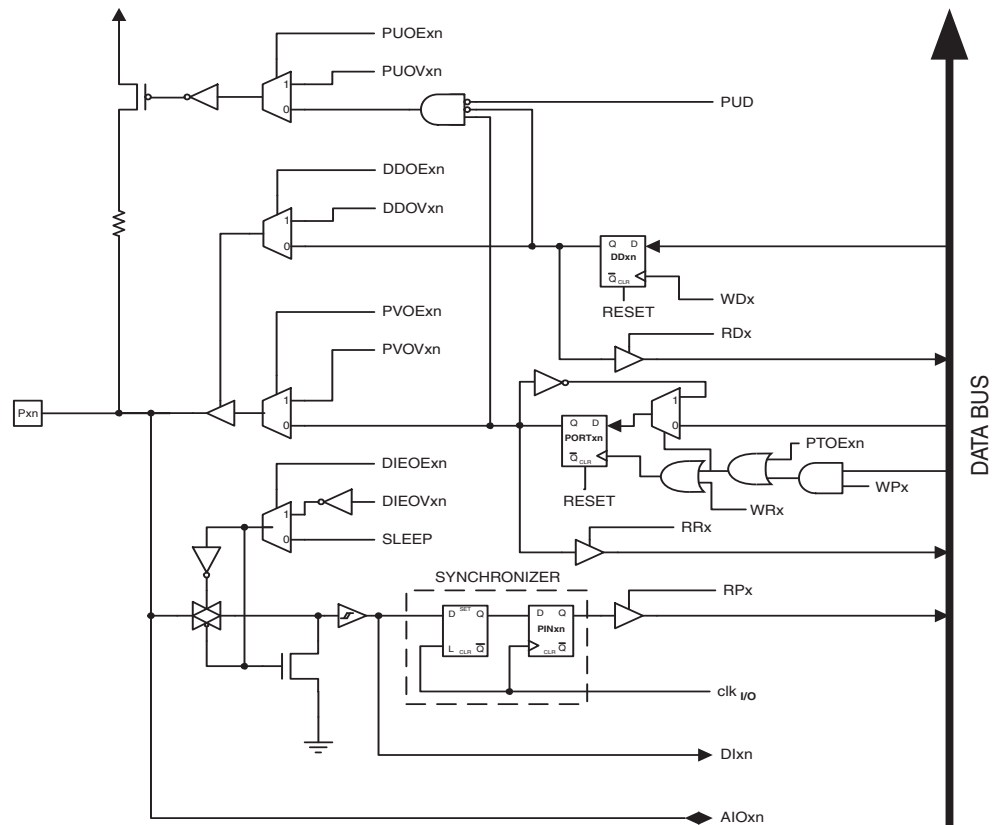 PUOExn
PUOVxn
1
0
PUD
DDOExn
DDOVxn
1
0
Q D
DDxn
Q CLR
WDx
RESET
PVOExn
RDx
PVOVxn
Pxn
1
0
1
0
Q D
PORTxn
Q CLR
PTOExn
DIEOExn
WPx
RESET
WRx
DIEOVxn
1
0
SLEEP
RRx
SYNCHRONIZER
RPx
D SET Q
L CLR Q
D Q
PINxn
CLR Q
clk I/O
DIxn
AIOxn
DATA BUS